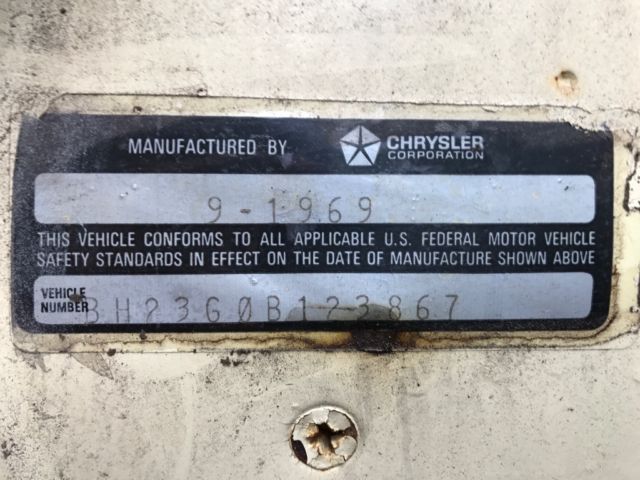 MANUFACTURED BY CHRYSLER CORPORATION
9-1969
THIS VEHICLE CONFORMS TO ALL APPLICABLE U.S. FEDERAL MOTOR VEHICLE
SAFETY STANDARDS IN EFFECT ON THE DATE OF MANUFACTURE SHOWN ABOVE
VEHICLE
NUMBER BH23G0B123867